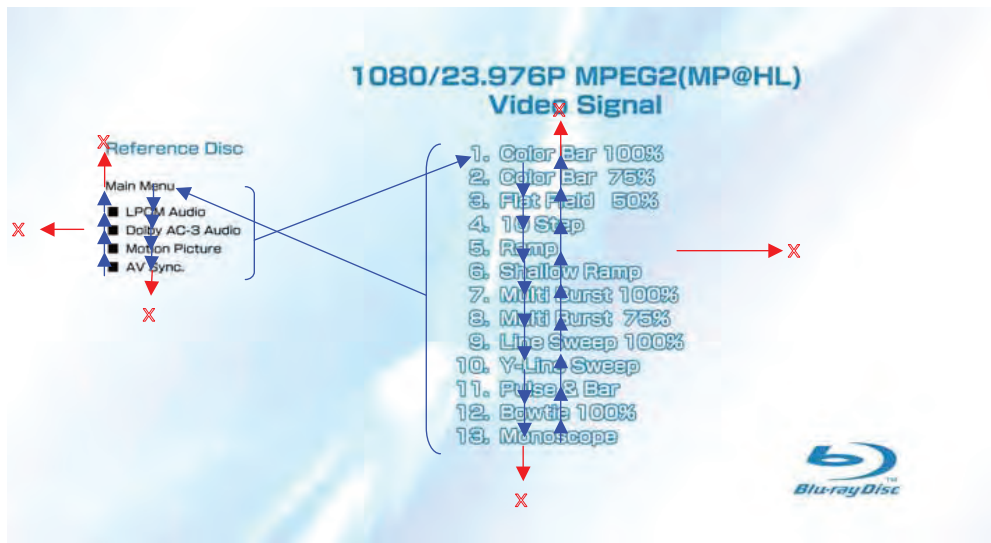 1080/23.976P MPEG2(MP@HL)
Video Signal
X
X
Reference Disc
Main Menu
LPCM Audio
Dolby AC-3 Audio
Motion Picture
AV Sync.
X
X
1. Color Bar 100%
2. Color Bar 75%
3. Flat Field 50%
4. 10 Step
5. Ramp
6. Shallow Ramp
7. Multi Burst 100%
8. Multi Burst 75%
9. Line Sweep 100%
10. Y-Line Sweep
11. Pulse & Bar
12. Bowtie 100%
13. Monoscope
X
X
Blu-ray Disc
TM